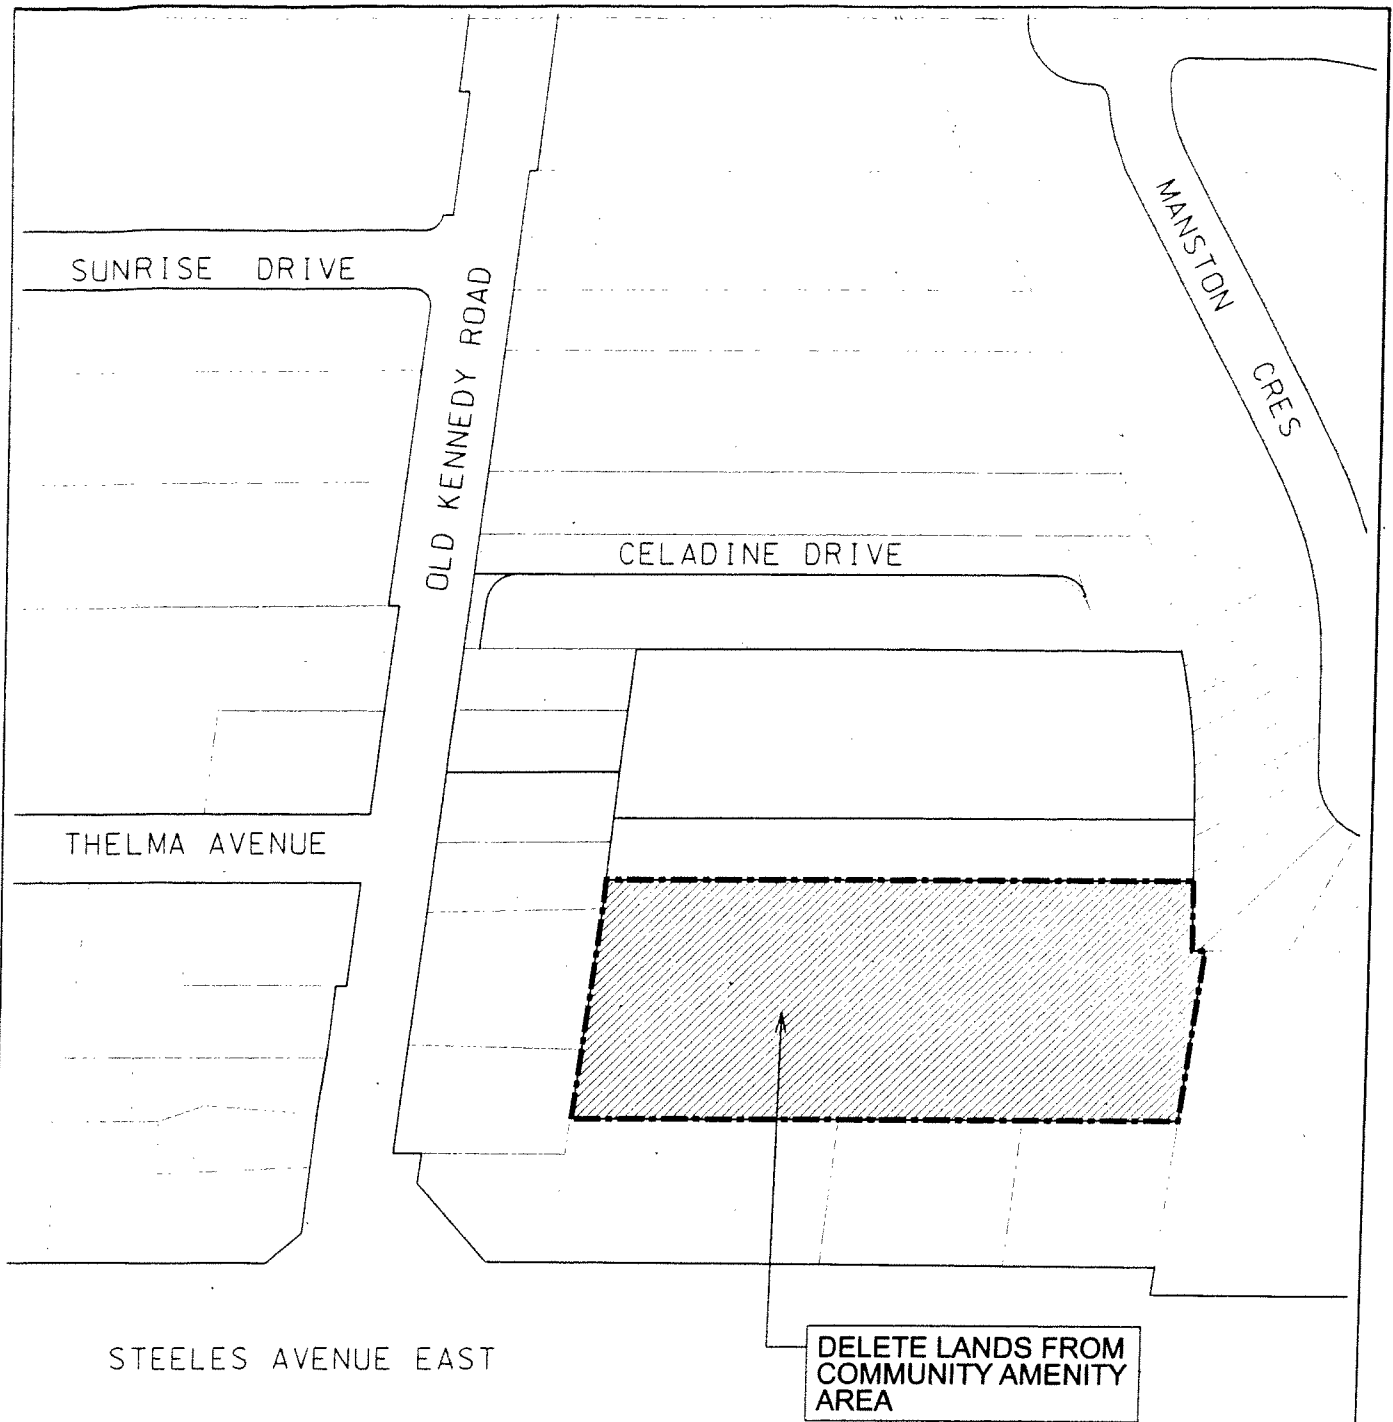 MANSTON CRES
SUNRISE DRIVE
OLD KENNEDY ROAD
CELADINE DRIVE
THELMA AVENUE
STEELES AVENUE EAST
DELETE LANDS FROM
COMMUNITY AMENITY
AREA